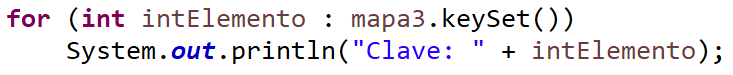 for (int intElemento : mapa3.keySet())
    System.out.println("Clave: " + intElemento);